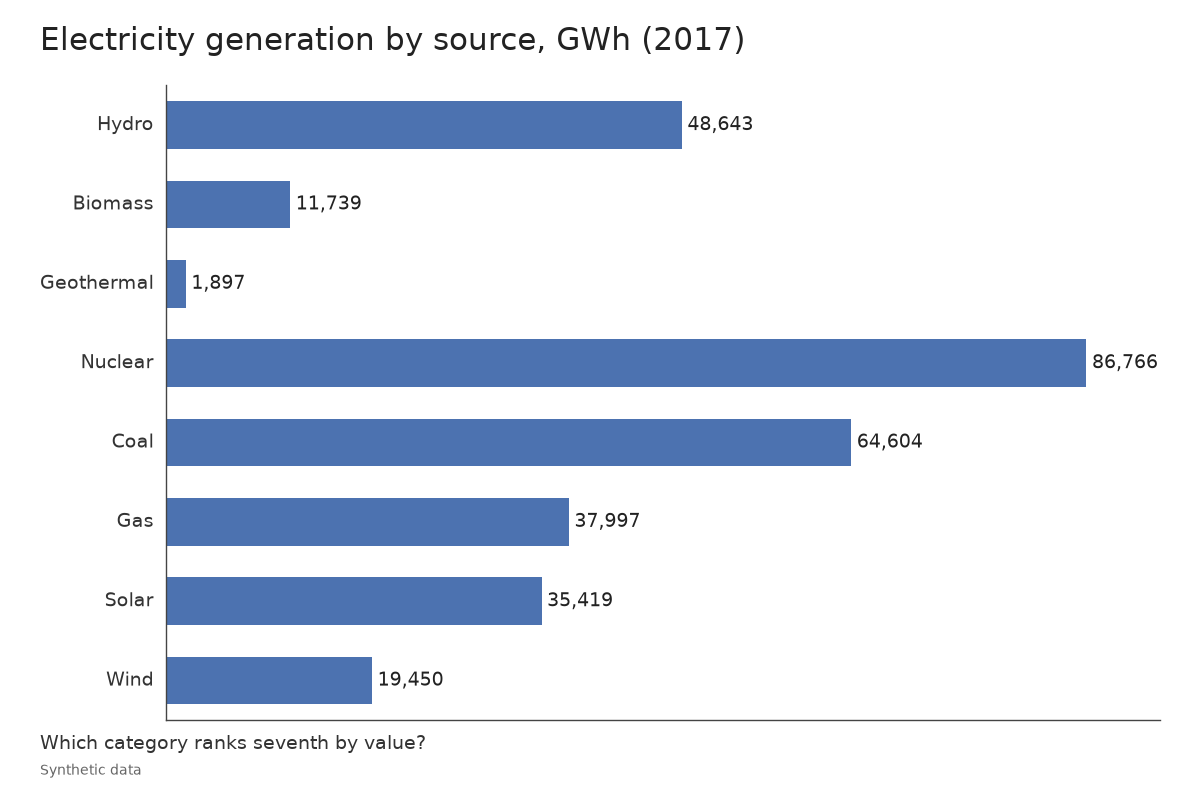 Electricity generation by source, GWh (2017)
Hydro 48,643
Biomass 11,739
Geothermal 1,897
Nuclear 86,766
Coal 64,604
Gas 37,997
Solar 35,419
Wind 19,450
Which category ranks seventh by value?
Synthetic data